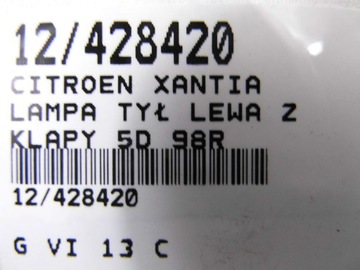 12/428420
CITROEN XANTIA
LAMPA TYŁ LEWA Z
KLAPY 5D 98R
12/428420
G VI 13 C